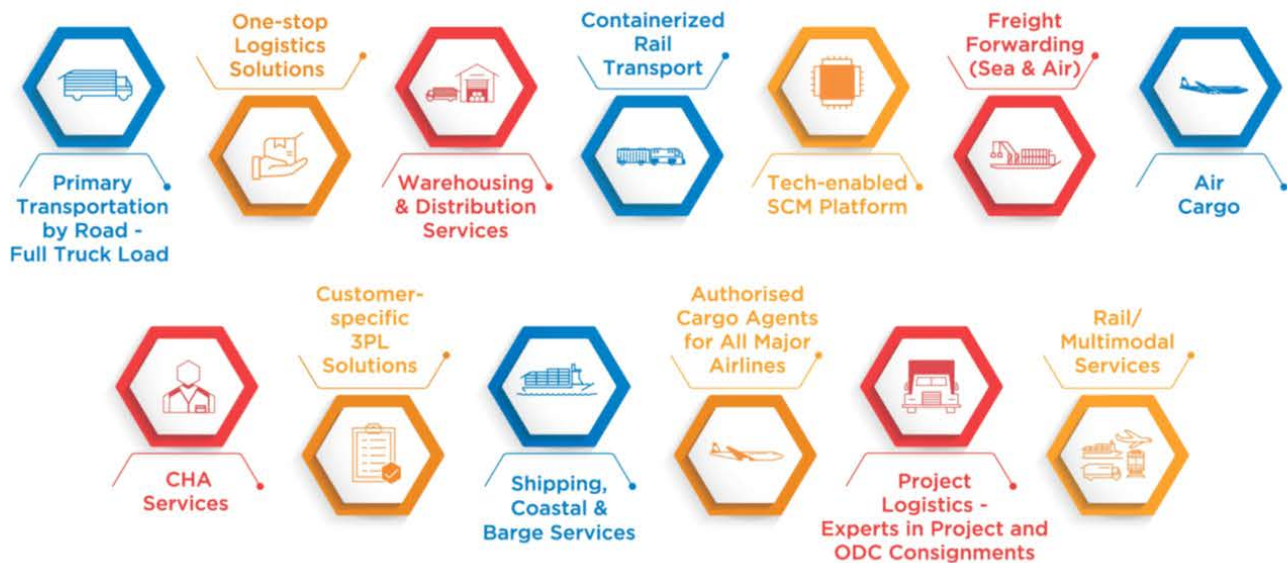 Primary
Transportation
by Road -
Full Truck Load
One-stop
Logistics
Solutions
Warehousing
& Distribution
Services
Containerized
Rail
Transport
Tech-enabled
SCM Platform
Freight
Forwarding
(Sea & Air)
Air
Cargo
CHA
Services
Customer-
specific
3PL
Solutions
Shipping,
Coastal &
Barge Services
Authorised
Cargo Agents
for All Major
Airlines
Project
Logistics -
Experts in Project and
ODC Consignments
Rail/
Multimodal
Services